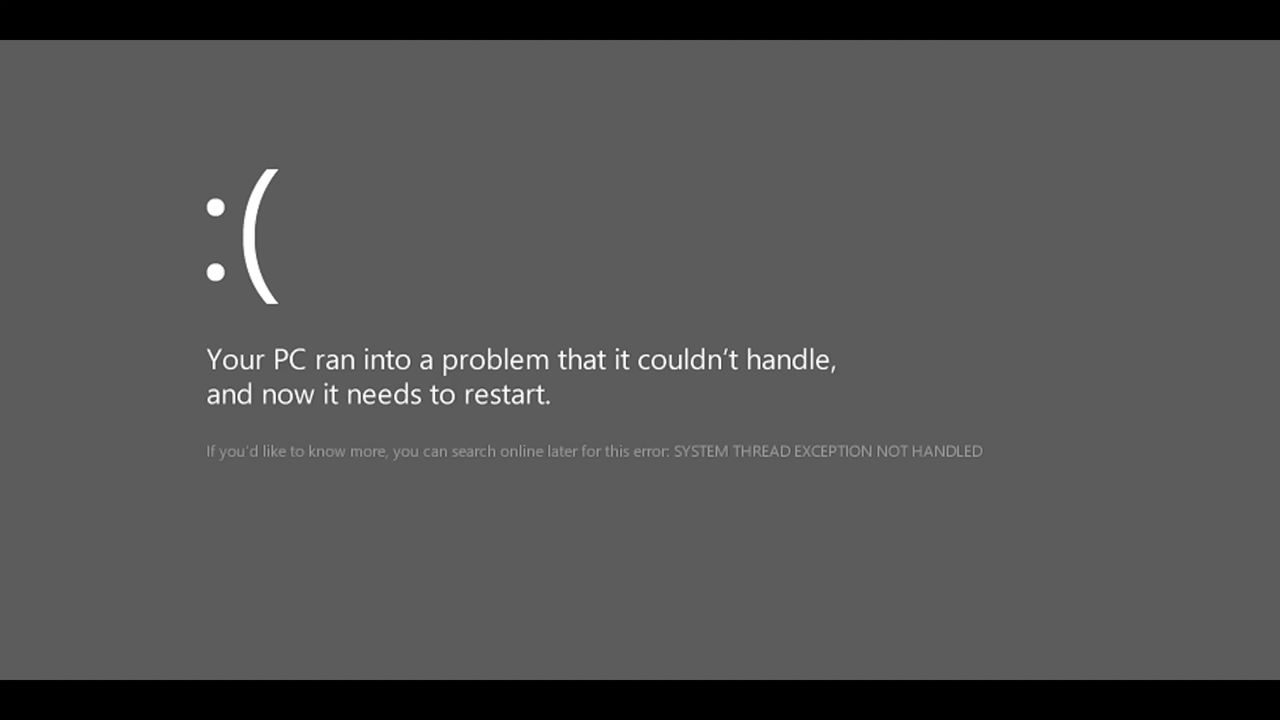 :(
Your PC ran into a problem that it couldn’t handle,
and now it needs to restart.
If you'd like to know more, you can search online later for this error: SYSTEM THREAD EXCEPTION NOT HANDLED